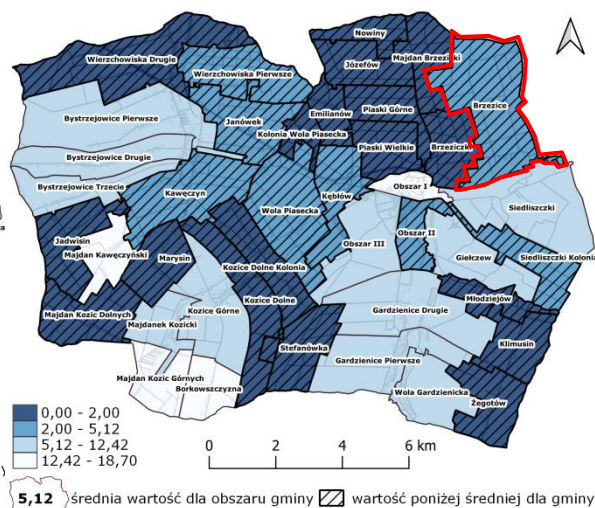 Nowiny
Wierzchowiska Drugie
Majdan Brzezicki
Józefów
Wierzchowiska Pierwsze
Brzezice
Bystrzejowice Pierwsze
Janówek
Emilianów
Piaski Górne
Kolonia Wola Piasecka
Piaski Wielkie
Brzeziczki
Bystrzejowice Drugie
Bystrzejowice Trzecie
Kawęczyn
Kębłów
Obszar I
Wola Piasecka
Siedliszczki
Obszar II
Jadwisin
Obszar III
Majdan Kawęczyński
Marysin
Giełczew
Siedliszczki Kolonia
Kozice Dolne Kolonia
Kozice Dolne
Młodziejów
Majdan Kozic Dolnych
Kozice Górne
Gardzienice Drugie
Majdanek Kozicki
Klimusin
Stefanówka
Gardzienice Pierwsze
Majdan Kozic Górnych
Borkowszczyzna
Wola Gardzienicka
Żegotów
0,00 - 2,00
2,00 - 5,12
5,12 - 12,42
12,42 - 18,70
0 2 4 6 km
5,12 średnia wartość dla obszaru gminy wartość poniżej średniej dla gminy